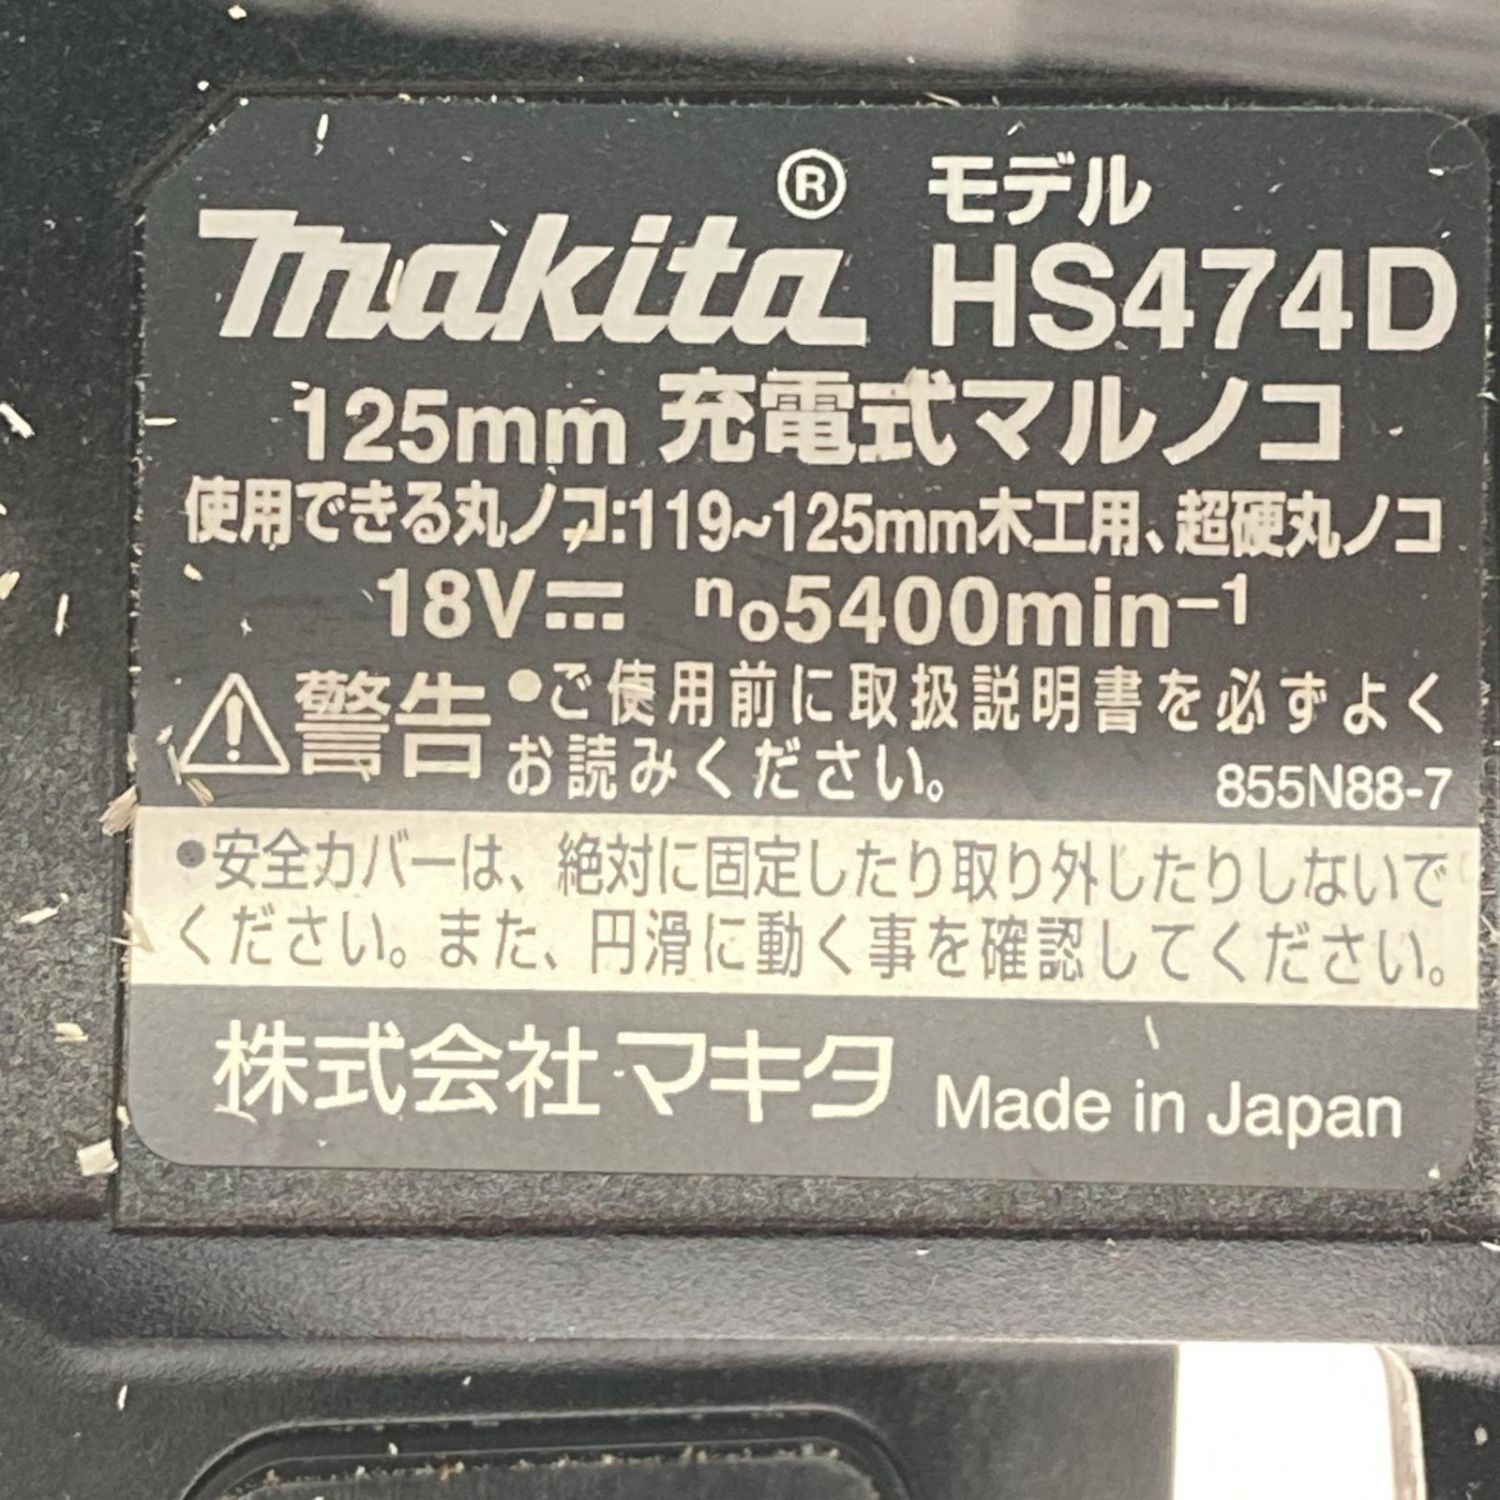 makita® モデル
HS474D
125mm 充電式マルノコ
使用できる丸ノコ:119~125mm木工用、超硬丸ノコ
18V⎓ n₀5400min⁻¹
⚠警告 ●ご使用前に取扱説明書を必ずよく
お読みください。 855N88-7
●安全カバーは、絶対に固定したり取り外したりしないで
ください。また、円滑に動く事を確認してください。
株式会社マキタ Made in Japan